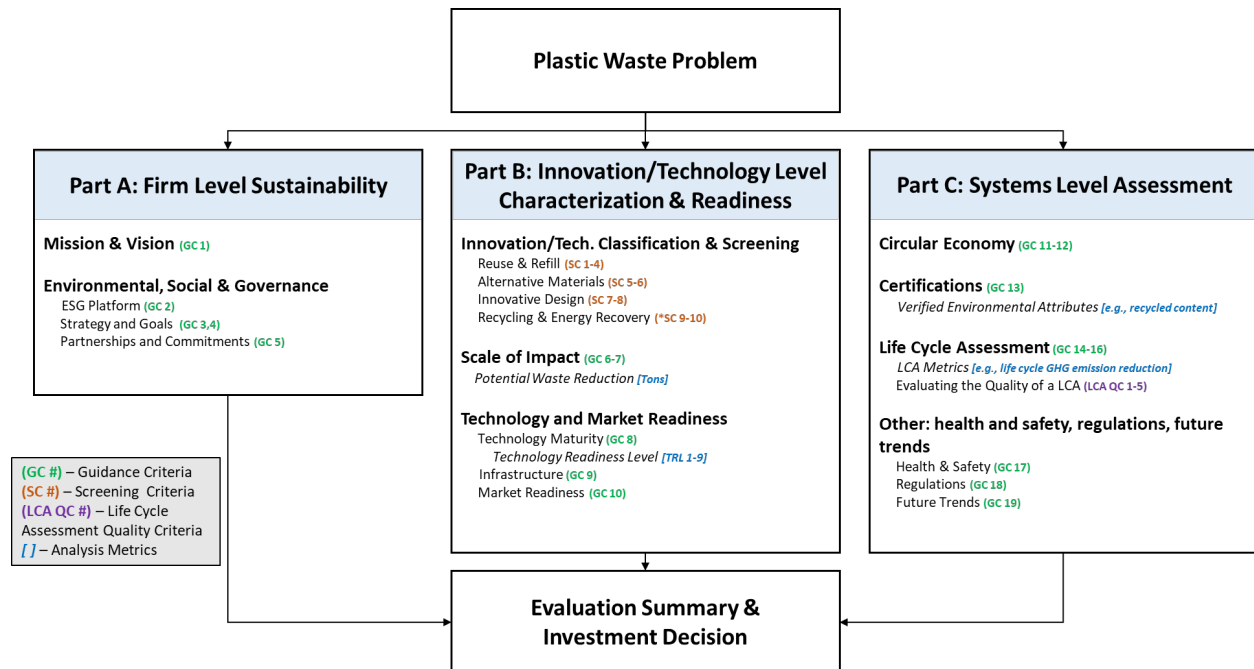 Plastic Waste Problem
Part A: Firm Level Sustainability
Mission & Vision (GC 1)
Environmental, Social & Governance
ESG Platform (GC 2)
Strategy and Goals (GC 3,4)
Partnerships and Commitments (GC 5)
Part B: Innovation/Technology Level
Characterization & Readiness
Innovation/Tech. Classification & Screening
Reuse & Refill (SC 1-4)
Alternative Materials (SC 5-6)
Innovative Design (SC 7-8)
Recycling & Energy Recovery (*SC 9-10)
Scale of Impact (GC 6-7)
Potential Waste Reduction [Tons]
Technology and Market Readiness
Technology Maturity (GC 8)
Technology Readiness Level [TRL 1-9]
Infrastructure (GC 9)
Market Readiness (GC 10)
Part C: Systems Level Assessment
Circular Economy (GC 11-12)
Certifications (GC 13)
Verified Environmental Attributes [e.g., recycled content]
Life Cycle Assessment (GC 14-16)
LCA Metrics [e.g., life cycle GHG emission reduction]
Evaluating the Quality of a LCA (LCA QC 1-5)
Other: health and safety, regulations, future
trends
Health & Safety (GC 17)
Regulations (GC 18)
Future Trends (GC 19)
(GC #) – Guidance Criteria
(SC #) – Screening Criteria
(LCA QC #) – Life Cycle
Assessment Quality Criteria
[ ] – Analysis Metrics
Evaluation Summary &
Investment Decision